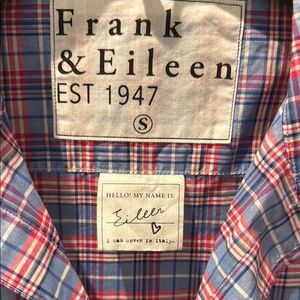 Frank
& Eileen
EST 1947
S
HELLO! MY NAME IS:
Eileen
i was woven in italy.